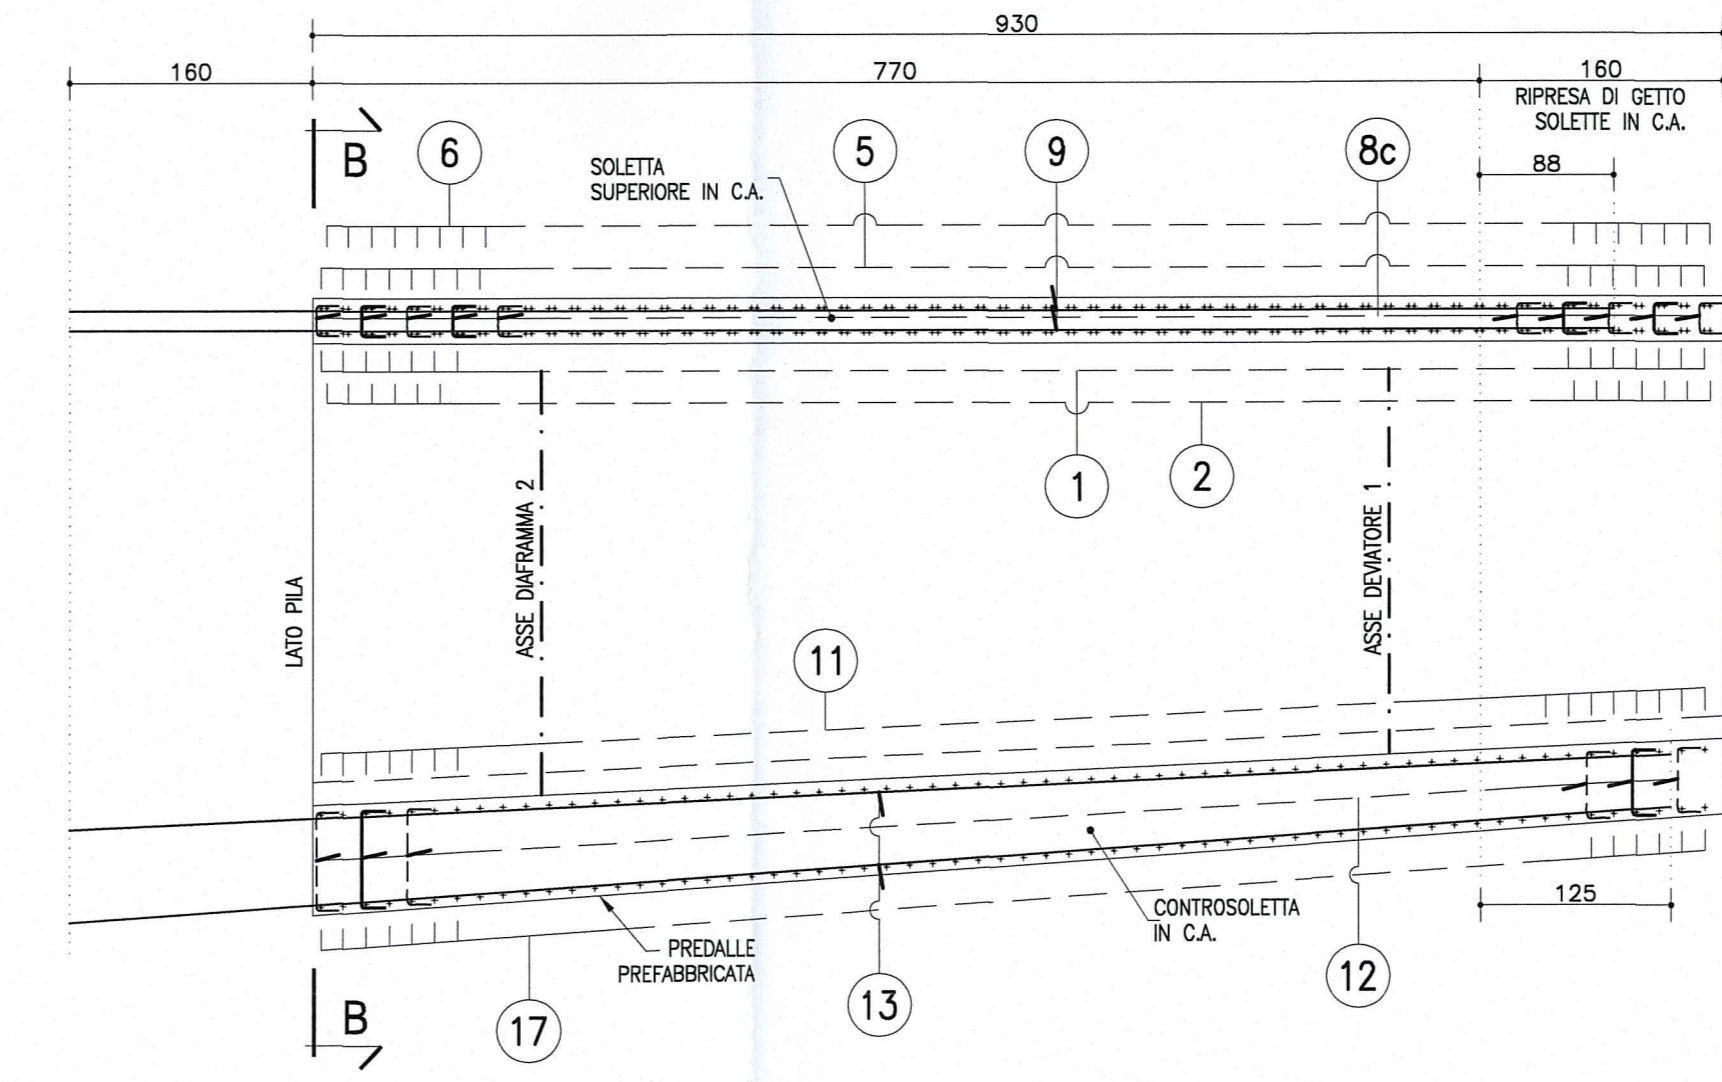 930
160
770
160
RIPRESA DI GETTO
SOLETTE IN C.A.
B
6
SOLETTA
SUPERIORE IN C.A.
5
9
8c
88
1
2
LATO PILA
ASSE DIAFRAMMA 2
ASSE DEVIATORE 1
11
125
CONTROSOLETTA
IN C.A.
PREDALLE
PREFABBRICATA
12
13
17
B